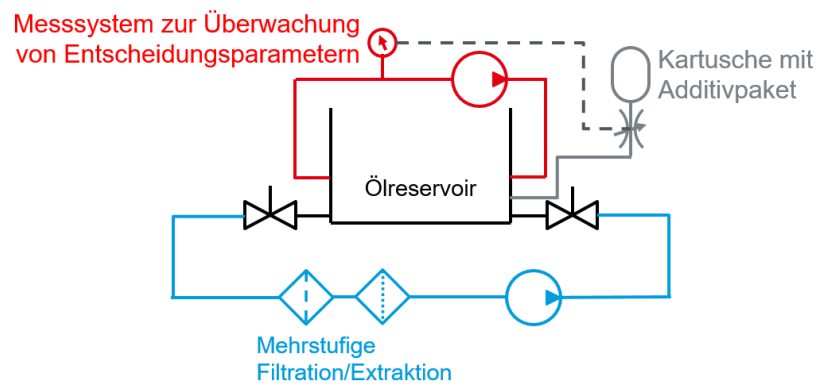 Messsystem zur Überwachung
von Entscheidungsparametern
Kartusche mit
Additivpaket
Ölreservoir
Mehrstufige
Filtration/Extraktion